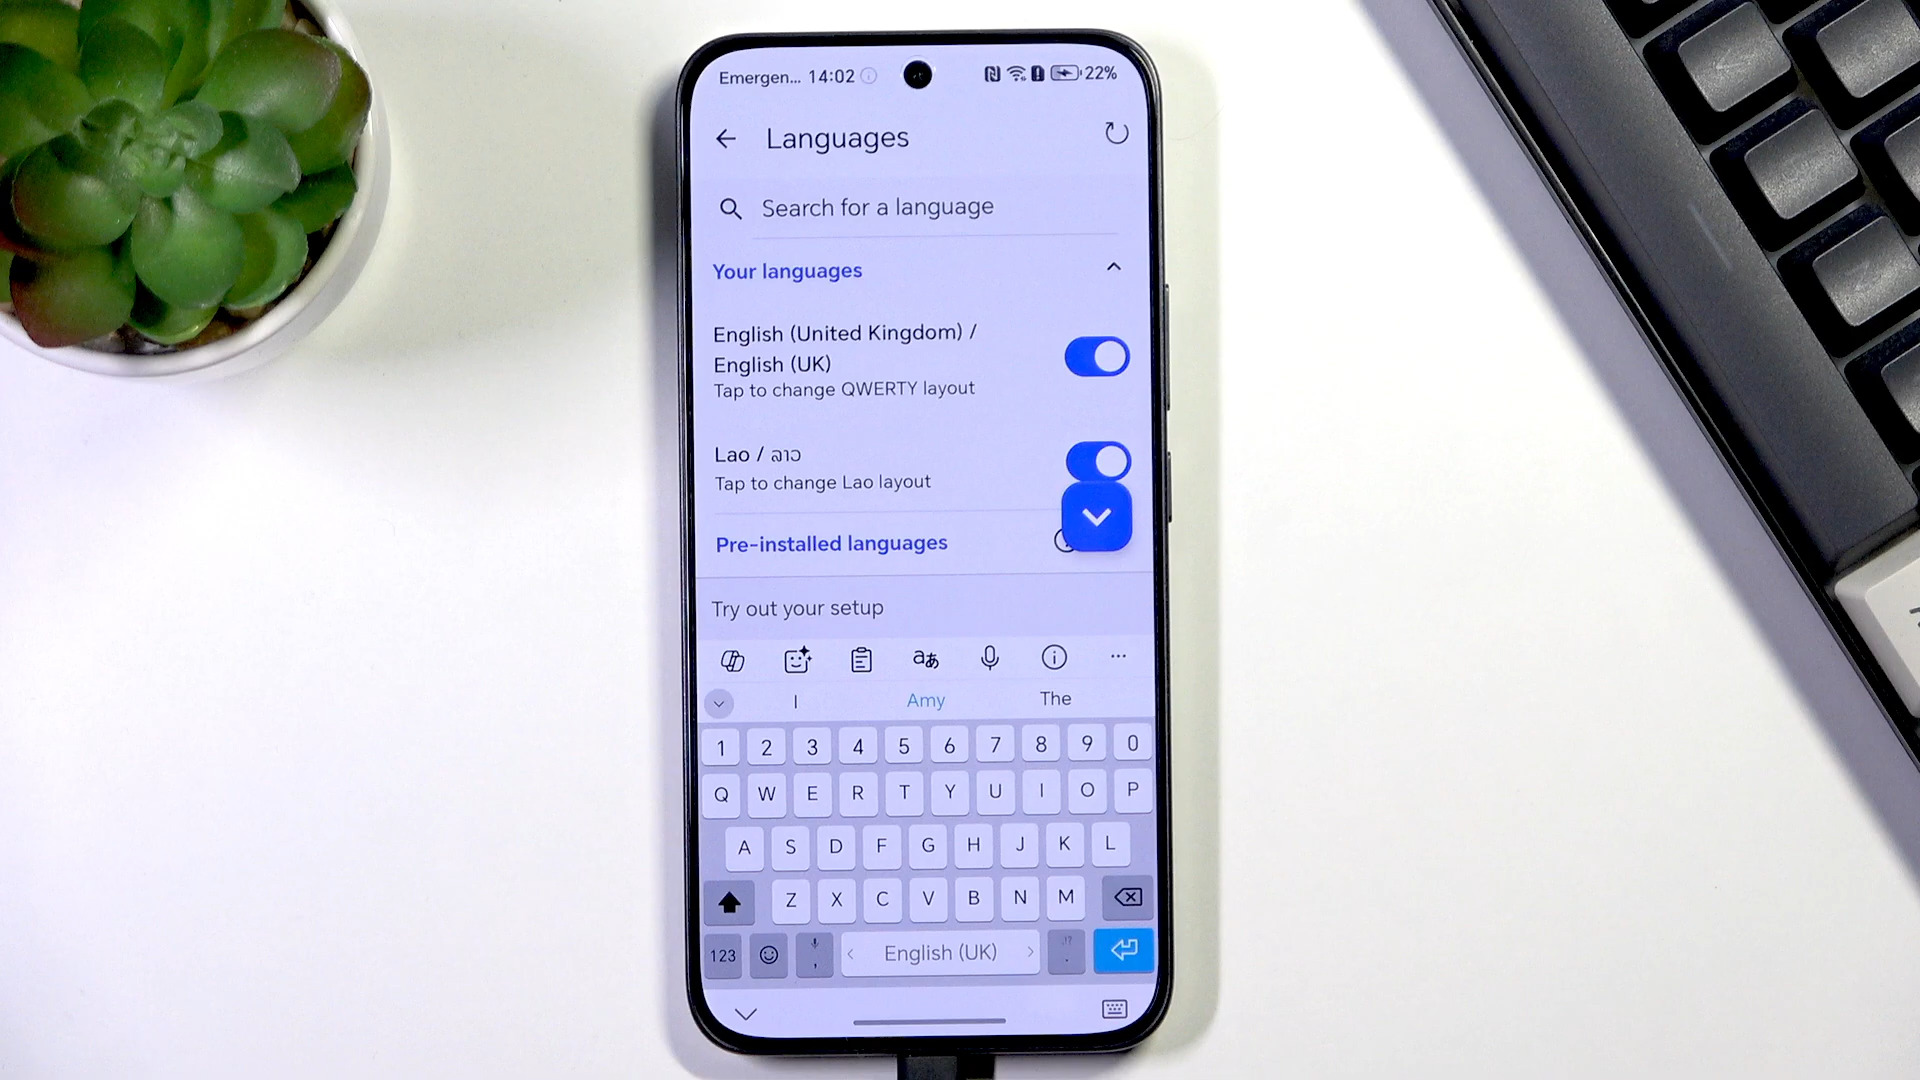 Emergen... 14:02 22%
Languages
Search for a language
Your languages
English (United Kingdom) /
English (UK)
Tap to change QWERTY layout
Lao / ລາວ
Tap to change Lao layout
Pre-installed languages
Try out your setup
aあ
I Amy The
1 2 3 4 5 6 7 8 9 0
Q W E R T Y U I O P
A S D F G H J K L
Z X C V B N M
123 , < English (UK) > .